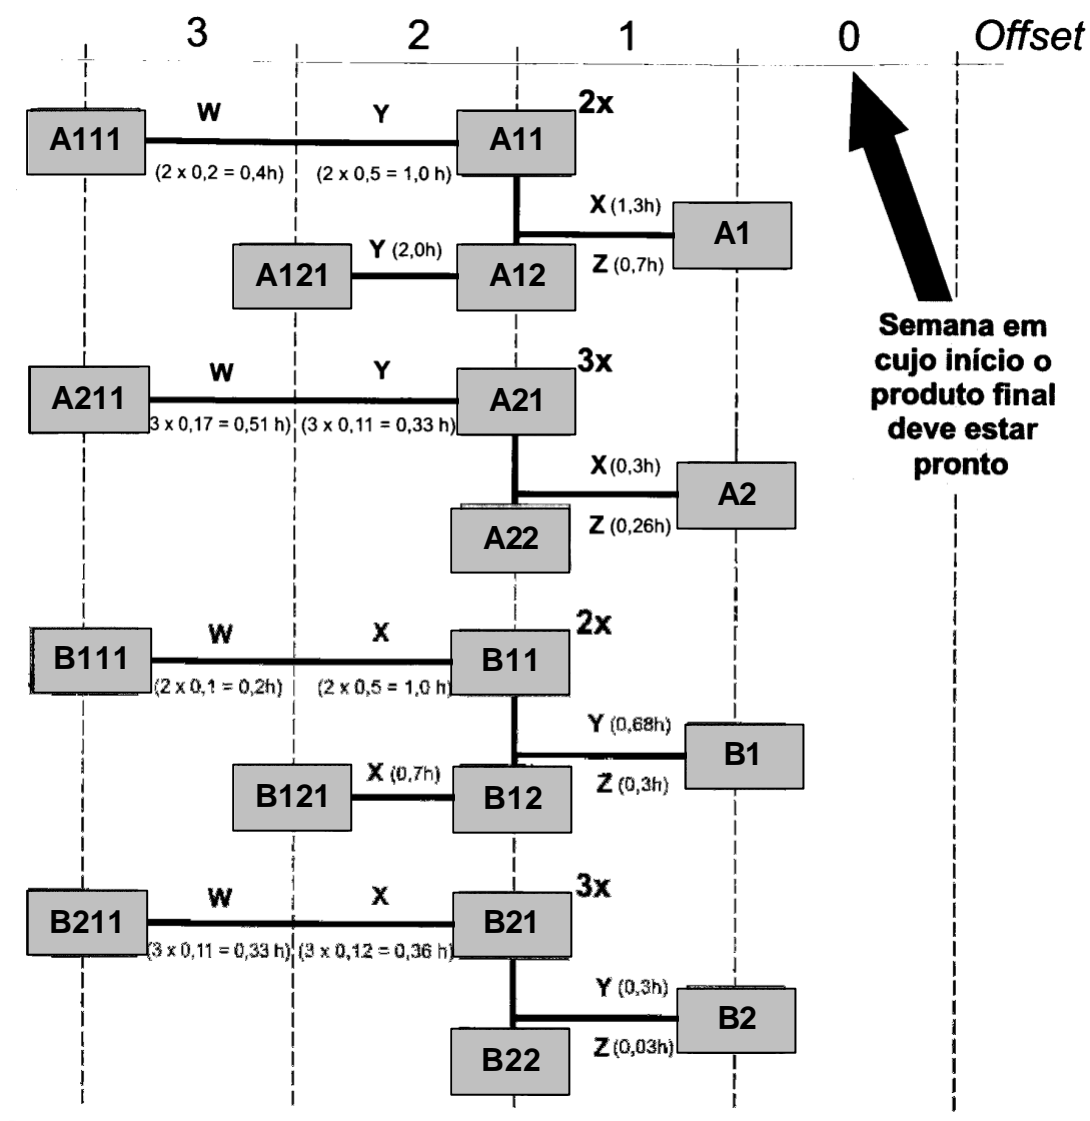 3 2 1 0 Offset
W Y 2x
A111 A11
(2 x 0,2 = 0,4h) (2 x 0,5 = 1,0 h)
X (1,3h)
A1
Y (2,0h) Z (0,7h)
A121 A12
Semana em
cujo início o
produto final
deve estar
pronto
W Y 3x
A211 A21
3 x 0,17 = 0,51 h) (3 x 0,11 = 0,33 h)
X (0,3h)
A2
Z (0,26h)
A22
W X 2x
B111 B11
(2 x 0,1 = 0,2h) (2 x 0,5 = 1,0 h)
Y (0,68h)
B1
X (0,7h) Z (0,3h)
B121 B12
W X 3x
B211 B21
(3 x 0,11 = 0,33 h) (3 x 0,12 = 0,36 h)
Y (0,3h)
B2
Z (0,03h)
B22